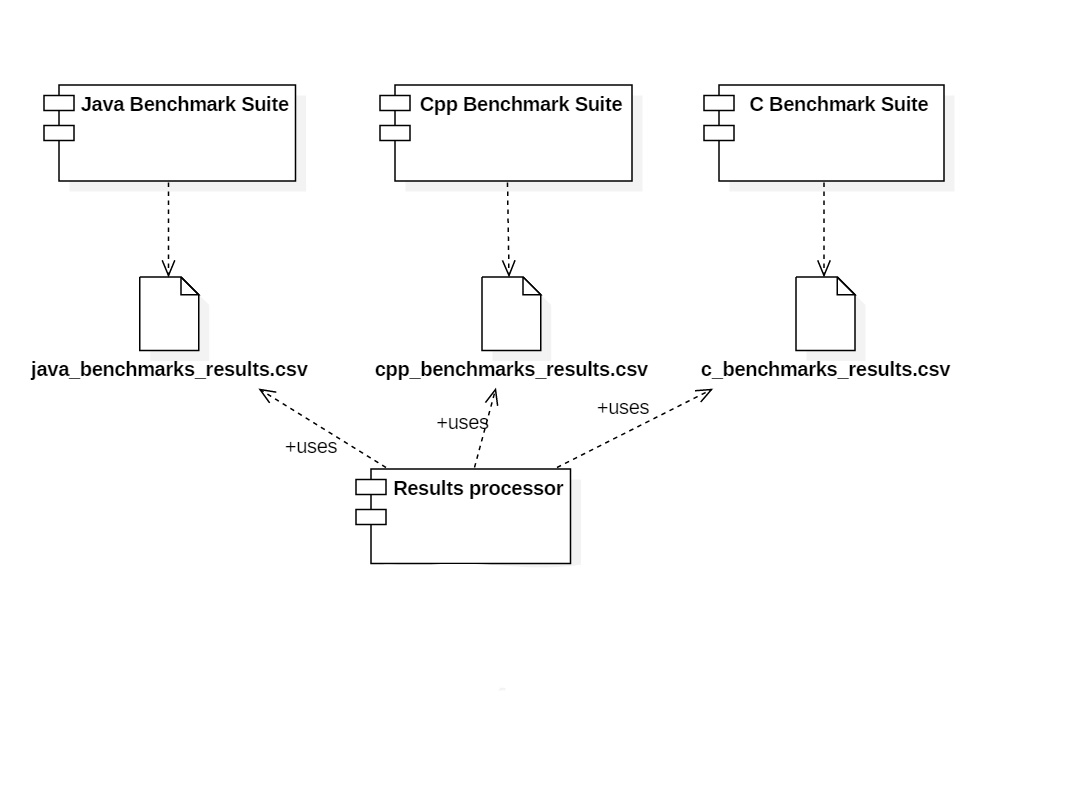 Java Benchmark Suite
Cpp Benchmark Suite
C Benchmark Suite
java_benchmarks_results.csv
cpp_benchmarks_results.csv
c_benchmarks_results.csv
+uses
+uses
+uses
Results processor